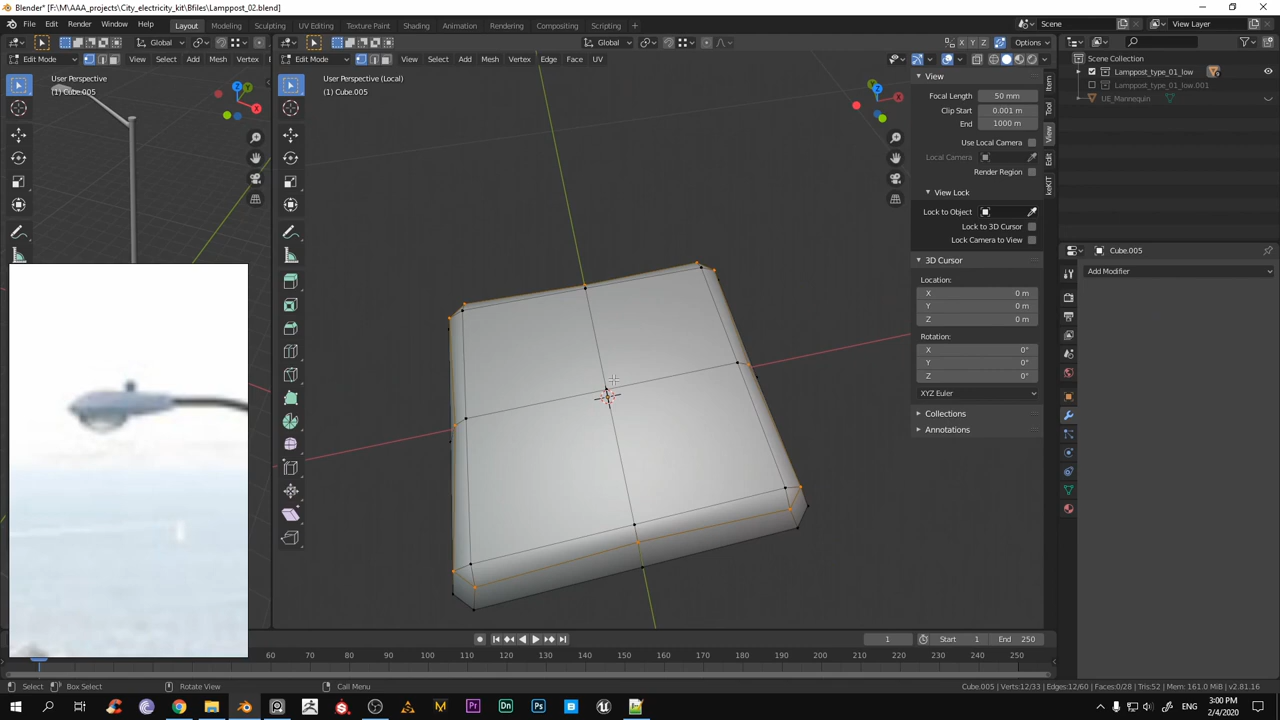 Blender* [F:\M\AAA_projects\City_electricity_kit\Bfiles\Lamppost_02.blend]
File Edit Render Window Help Layout Modeling Sculpting UV Editing Texture Paint Shading Animation Rendering Compositing Scripting Scene View Layer
Global Global X Y Z Options
Edit Mode View Select Add Mesh Vertex Edit Mode View Select Add Mesh Vertex Edge Face UV
Scene Collection
Lamppost_type_01_low
Lamppost_type_01_low.001
UE_Mannequin
User Perspective
(1) Cube.005
User Perspective (Local)
(1) Cube.005
View
Focal Length 50 mm
Clip Start 0.001 m
End 1000 m
Use Local Camera
Local Camera
Render Region
View Lock
Lock to Object
Lock to 3D Cursor
Lock Camera to View
3D Cursor
Location:
X 0 m
Y 0 m
Z 0 m
Rotation:
X 0°
Y 0°
Z 0°
XYZ Euler
Collections
Annotations
Item
Tool
View
Edit
keKIT
Cube.005
Add Modifier
1 Start 1 End 250
60 70 80 90 100 110 120 130 140 150 160 170 180 190 200 210 220 230 240 250
Select Box Select Rotate View Call Menu
Cube.005 | Verts:12/33 | Edges:12/60 | Faces:0/28 | Tris:52 | Mem: 161.0 MiB | v2.81.16
Pr Dn Ps
ENG 3:00 PM
2/4/2020